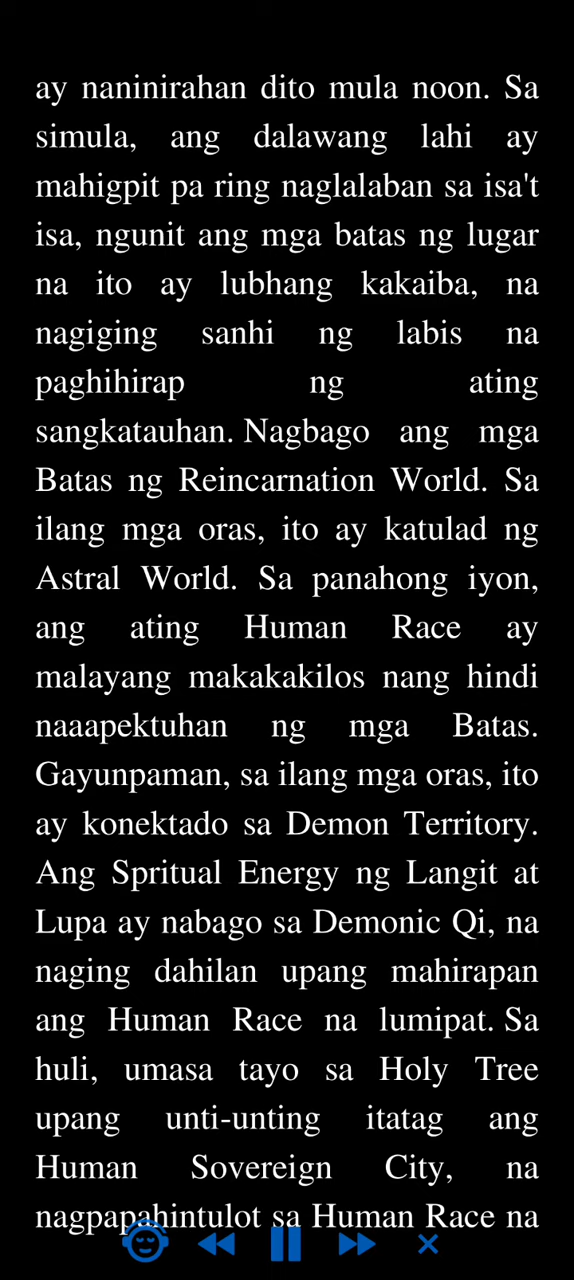 ay naninirahan dito mula noon. Sa
simula, ang dalawang lahi ay
mahigpit pa ring naglalaban sa isa't
isa, ngunit ang mga batas ng lugar
na ito ay lubhang kakaiba, na
nagiging sanhi ng labis na
paghihirap ng ating
sangkatauhan. Nagbago ang mga
Batas ng Reincarnation World. Sa
ilang mga oras, ito ay katulad ng
Astral World. Sa panahong iyon,
ang ating Human Race ay
malayang makakakilos nang hindi
naaapektuhan ng mga Batas.
Gayunpaman, sa ilang mga oras, ito
ay konektado sa Demon Territory.
Ang Spritual Energy ng Langit at
Lupa ay nabago sa Demonic Qi, na
naging dahilan upang mahirapan
ang Human Race na lumipat. Sa
huli, umasa tayo sa Holy Tree
upang unti-unting itatag ang
Human Sovereign City, na
nagpapahintulot sa Human Race na